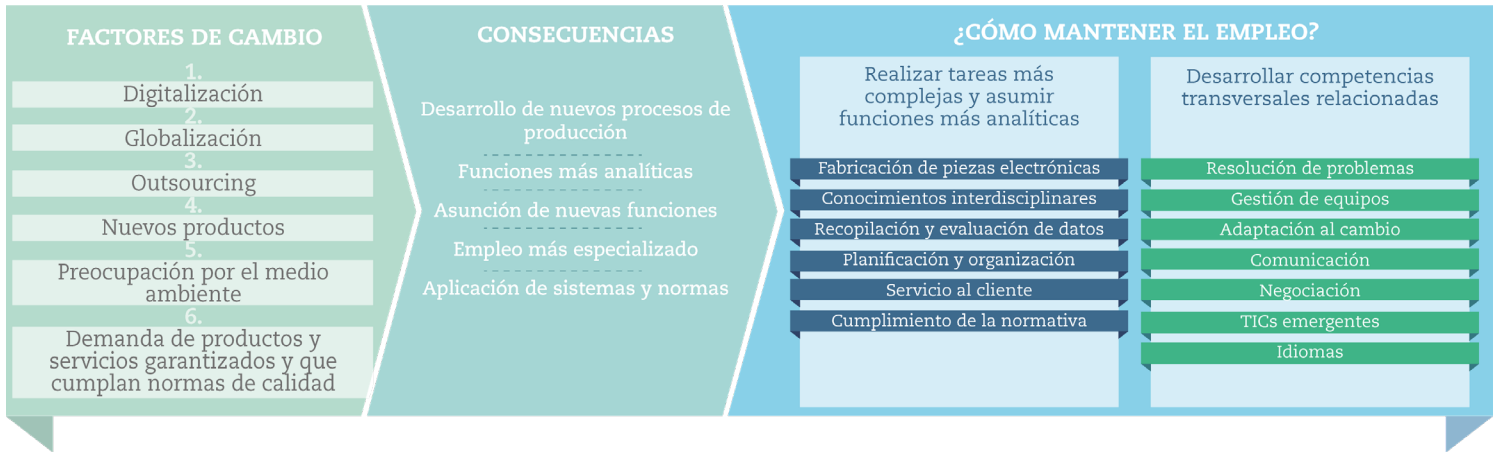 FACTORES DE CAMBIO
1.
Digitalización
2.
Globalización
3.
Outsourcing
4.
Nuevos productos
5.
Preocupación por el medio
ambiente
6.
Demanda de productos y
servicios garantizados y que
cumplan normas de calidad
CONSECUENCIAS
Desarrollo de nuevos procesos de
producción
Funciones más analíticas
Asunción de nuevas funciones
Empleo más especializado
Aplicación de sistemas y normas
¿CÓMO MANTENER EL EMPLEO?
Realizar tareas más
complejas y asumir
funciones más analíticas
Fabricación de piezas electrónicas
Conocimientos interdisciplinares
Recopilación y evaluación de datos
Planificación y organización
Servicio al cliente
Cumplimiento de la normativa
Desarrollar competencias
transversales relacionadas
Resolución de problemas
Gestión de equipos
Adaptación al cambio
Comunicación
Negociación
TICs emergentes
Idiomas